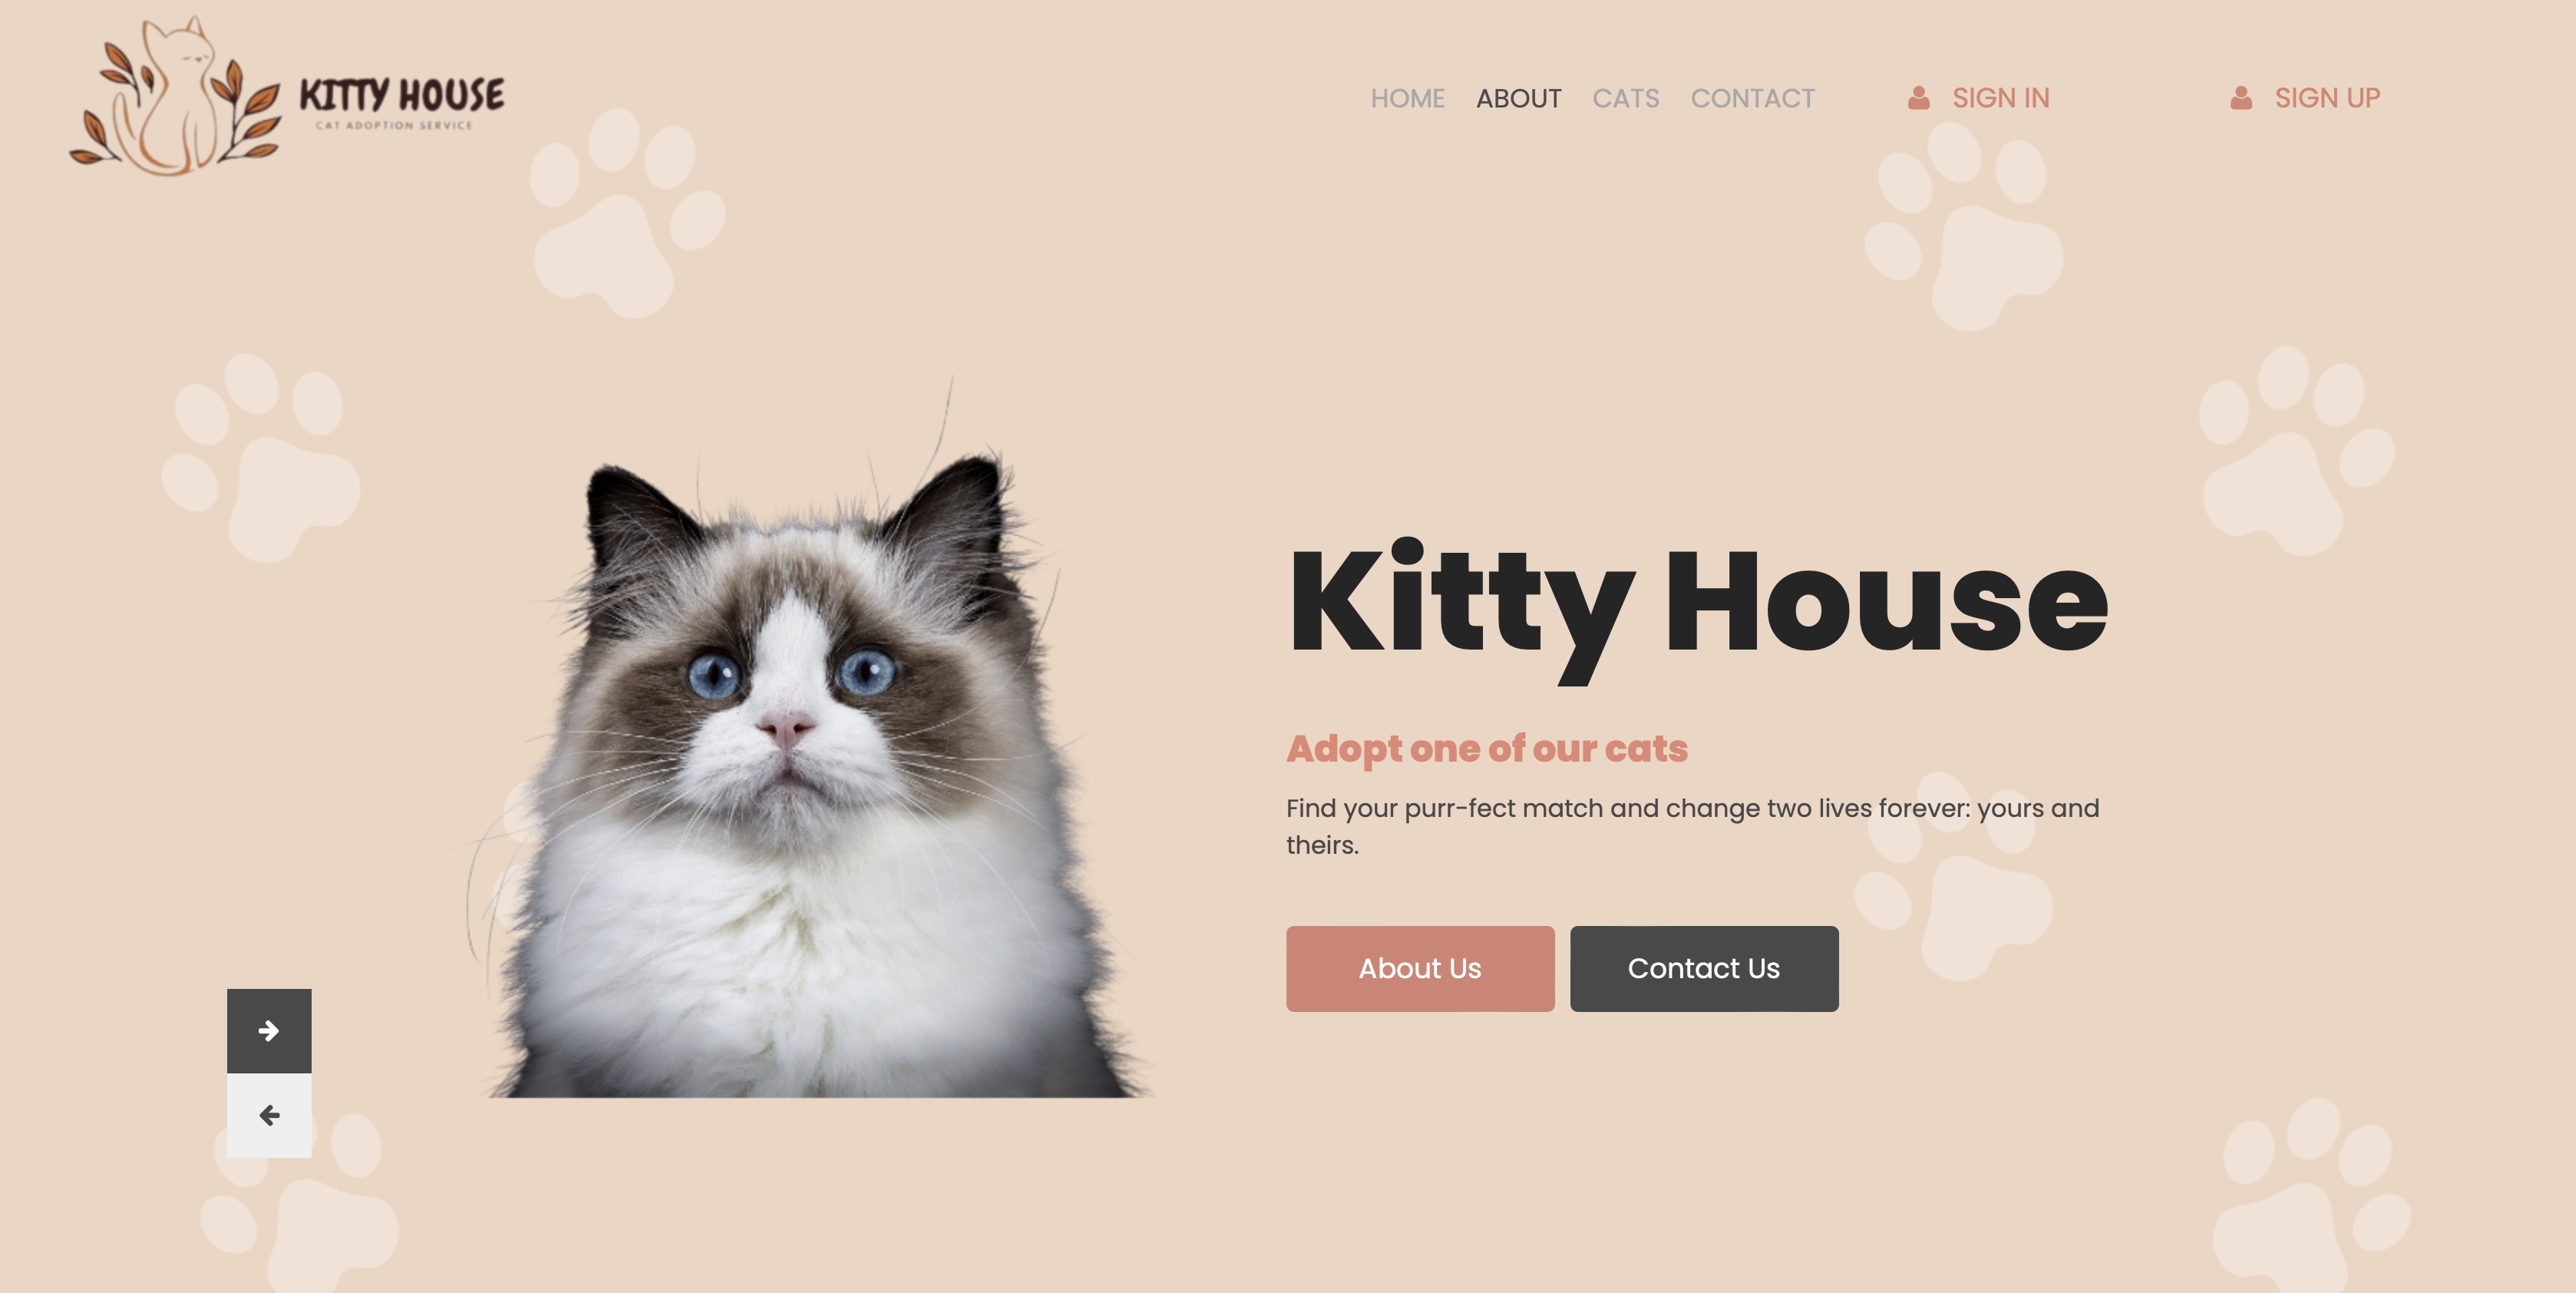 KITTY HOUSE
CAT ADOPTION SERVICE
HOME ABOUT CATS CONTACT SIGN IN SIGN UP
Kitty House
Adopt one of our cats
Find your purr-fect match and change two lives forever: yours and
theirs.
About Us Contact Us